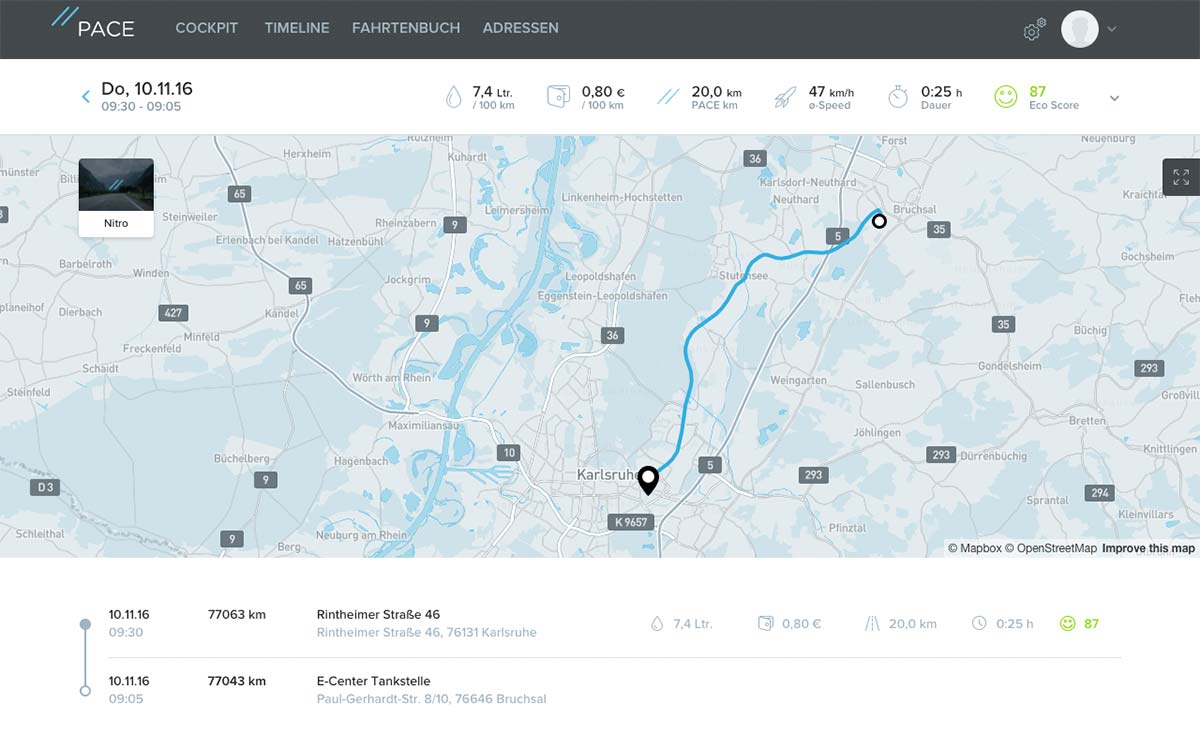 PACE
COCKPIT TIMELINE FAHRTENBUCH ADRESSEN
Do, 10.11.16
09:30 - 09:05
7,4 Ltr.
/ 100 km
0,80 €
/ 100 km
20,0 km
PACE km
47 km/h
ø-Speed
0:25 h
Dauer
87
Eco Score
Nitro
Herxheim
Kuhardt
36
Forst
Neuenburg
Karlsdorf-Neuthard
65
Linkenheim-Hochstetten
Neuthard
Kraichtal
Steinweiler
Leimersheim
Bruchsal
Rheinzabern
9
5
35
Erlenbach bei Kandel
Hatzenbühl
Gochsheim
Barbelroth
Winden
Jockgrim
Leopoldshafen
Stutensee
65
Eggenstein-Leopoldshafen
Dierbach
427
Kandel
9
35
Büchig
Minfeld
36
Freckenfeld
Schaidt
Gondelsheim
293
Wörth am Rhein
Weingarten
Sallenbusch
Steinfeld
Maximiliansau
Bretten
Jöhlingen
Knittlingen
10
293
Dürrenbüchig
Büchelberg
Hagenbach
5
Karlsruhe
293
9
D 3
294
Sprantal
Kleinvillars
K 9657
Pfinztal
Schleithal
9
Neuburg am Rhein
Berg
© Mapbox © OpenStreetMap Improve this map
10.11.16 77063 km Rintheimer Straße 46
09:30 Rintheimer Straße 46, 76131 Karlsruhe
7,4 Ltr. 0,80 € 20,0 km 0:25 h 87
10.11.16 77043 km E-Center Tankstelle
09:05 Paul-Gerhardt-Str. 8/10, 76646 Bruchsal